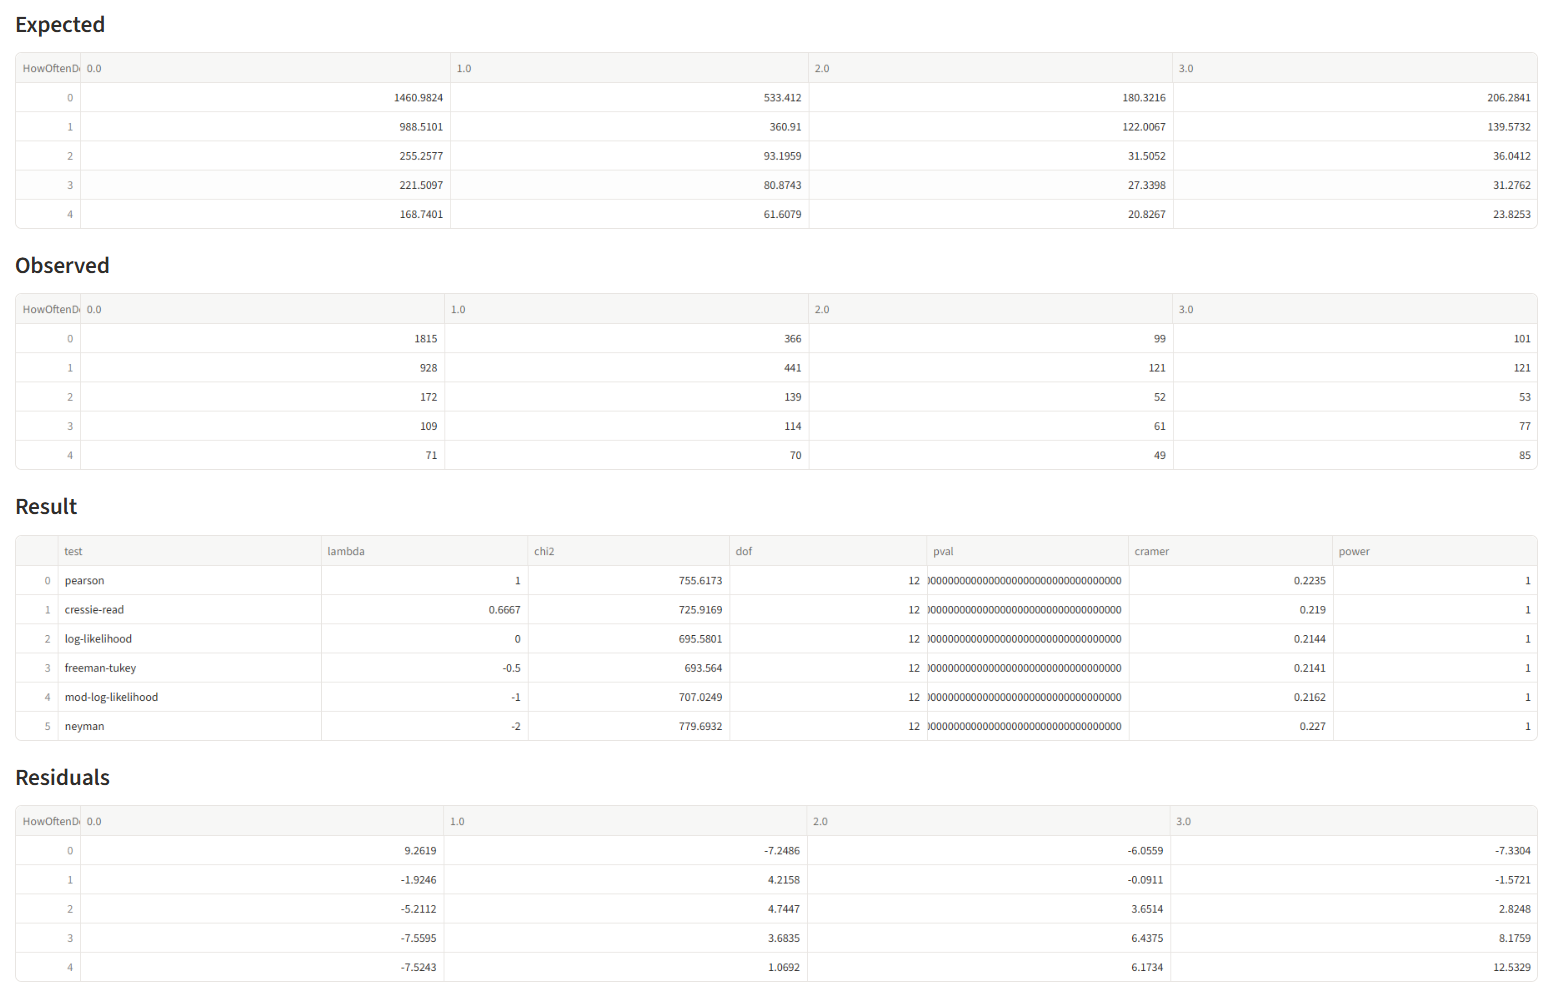 Expected
HowOftenD 0.0 1.0 2.0 3.0
0 1460.9824 533.412 180.3216 206.2841
1 988.5101 360.91 122.0067 139.5732
2 255.2577 93.1959 31.5052 36.0412
3 221.5097 80.8743 27.3398 31.2762
4 168.7401 61.6079 20.8267 23.8253
Observed
HowOftenD 0.0 1.0 2.0 3.0
0 1815 366 99 101
1 928 441 121 121
2 172 139 52 53
3 109 114 61 77
4 71 70 49 85
Result
test lambda chi2 dof pval cramer power
0 pearson 1 755.6173 12 0.2235 1
1 cressie-read 0.6667 725.9169 12 0.219 1
2 log-likelihood 0 695.5801 12 0.2144 1
3 freeman-tukey -0.5 693.564 12 0.2141 1
4 mod-log-likelihood -1 707.0249 12 0.2162 1
5 neyman -2 779.6932 12 0.227 1
Residuals
HowOftenD 0.0 1.0 2.0 3.0
0 9.2619 -7.2486 -6.0559 -7.3304
1 -1.9246 4.2158 -0.0911 -1.5721
2 -5.2112 4.7447 3.6514 2.8248
3 -7.5595 3.6835 6.4375 8.1759
4 -7.5243 1.0692 6.1734 12.5329